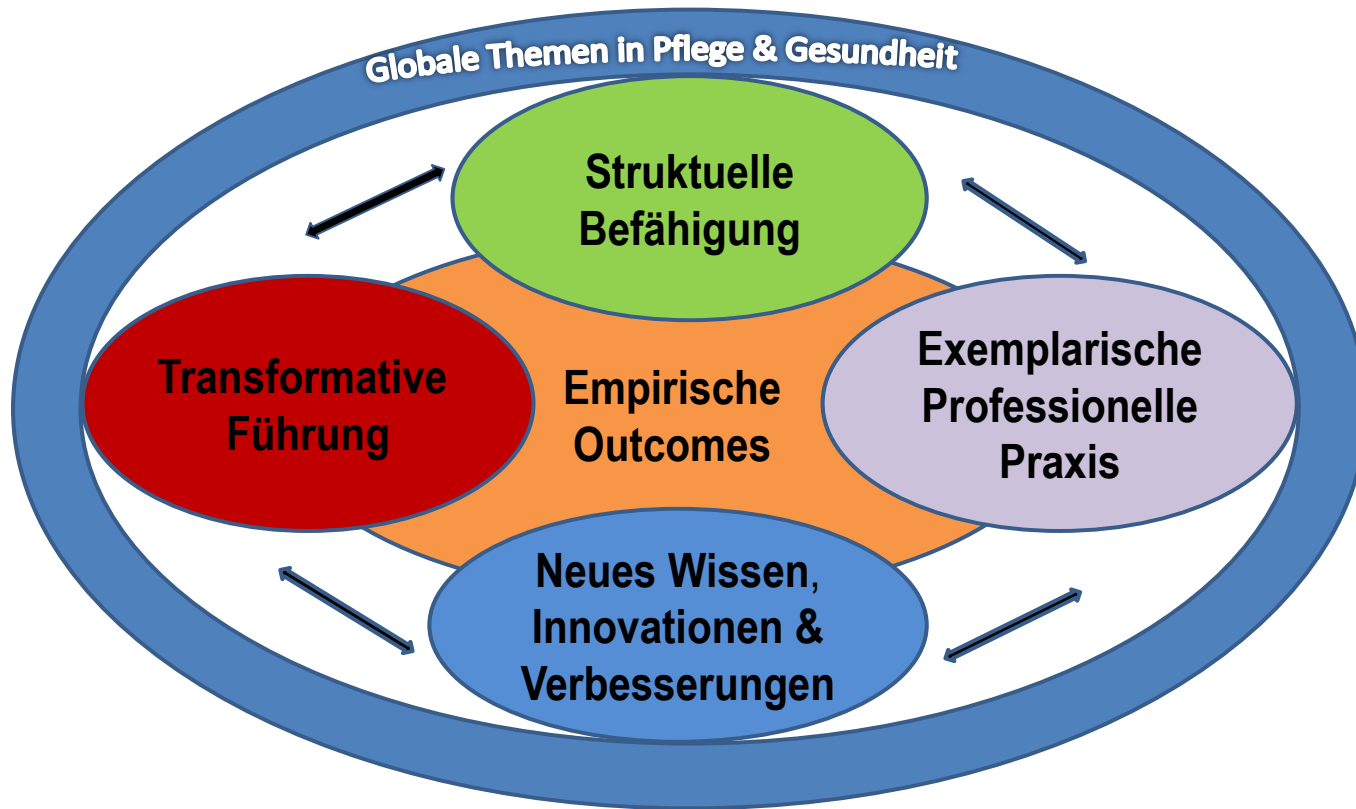 Globale Themen in Pflege & Gesundheit
Struktuelle
Befähigung
Transformative
Führung
Empirische
Outcomes
Exemplarische
Professionelle
Praxis
Neues Wissen,
Innovationen &
Verbesserungen